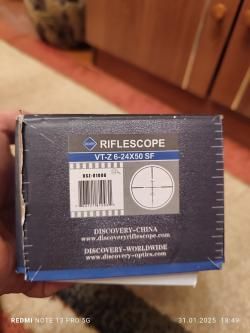 RIFLESCOPE
VT-Z 6-24X50 SF
DISCOVERY-CHINA
www.discoveryriflescope.com
DISCOVERY-WORLDWIDE
www.discovery-optics.com
REDMI NOTE 13 PRO 5G
31.01.2025 18:49